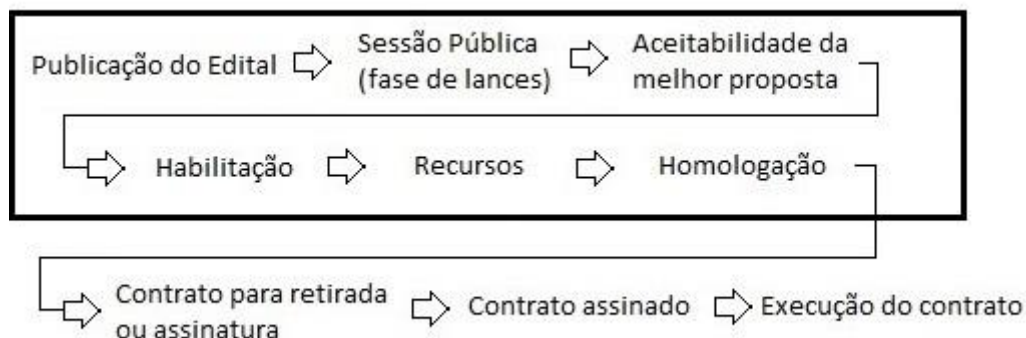 Publicação do Edital
Sessão Pública
(fase de lances)
Aceitabilidade da
melhor proposta
Habilitação
Recursos
Homologação
Contrato para retirada
ou assinatura
Contrato assinado
Execução do contrato